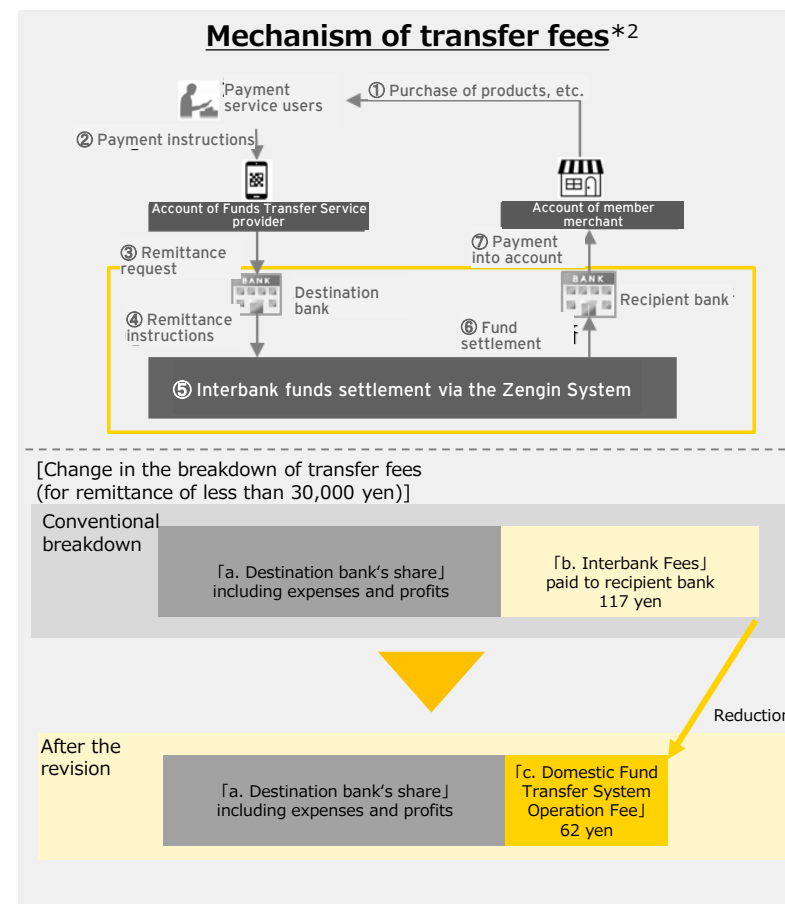 Mechanism of transfer fees*2
Payment
service users
① Purchase of products, etc.
② Payment instructions
Account of Funds Transfer Service
provider
Account of member
merchant
③ Remittance
request
⑦ Payment
into account
BANK
Destination
bank
BANK
Recipient bank
④ Remittance
instructions
⑥ Fund
settlement
⑤ Interbank funds settlement via the Zengin System
[Change in the breakdown of transfer fees
(for remittance of less than 30,000 yen)]
Conventional
breakdown
「a. Destination bank‘s share」
including expenses and profits
「b. Interbank Fees」
paid to recipient bank
117 yen
Reduction
After the
revision
「a. Destination bank‘s share」
including expenses and profits
「c. Domestic Fund
Transfer System
Operation Fee」
62 yen